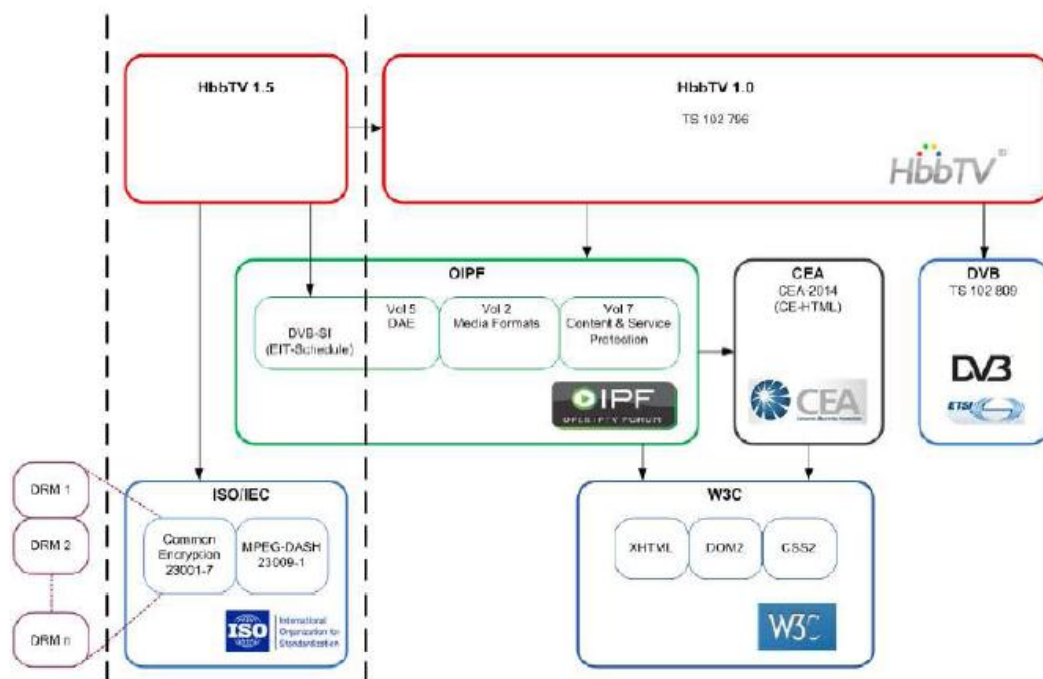 HbbTV 1.5
HbbTV 1.0
TS 102 796
HbbTV®
OIPF
DVB-SI
(EIT-Schedule)
Vol 5
DAE
Vol 2
Media Formats
Vol 7
Content & Service
Protection
OIPF
OPEN IPTV FORUM
CEA
CEA-2014
(CE-HTML)
CEA
DVB
TS 102 809
DVB
ETSI
DRM 1
DRM 2
DRM n
ISO/IEC
Common
Encryption
23001-7
MPEG-DASH
23009-1
ISO
International
Organization for
Standardization
W3C
XHTML
DOM2
CSS2
W3C